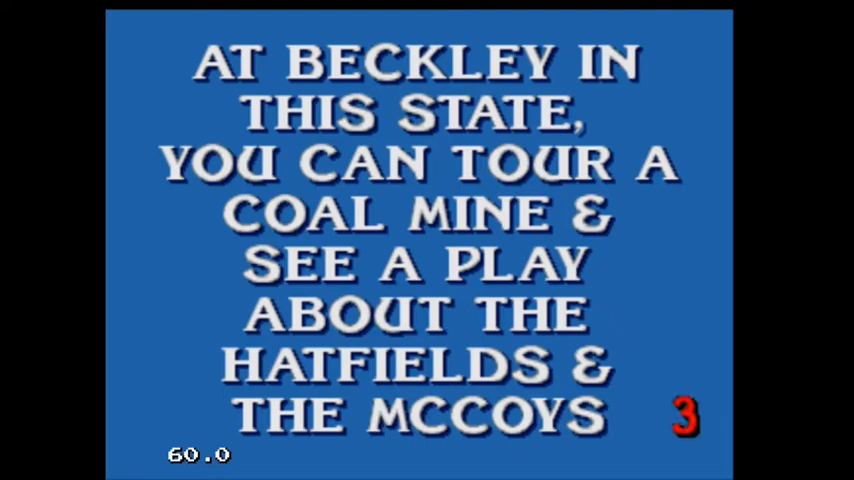 AT BECKLEY IN
THIS STATE,
YOU CAN TOUR A
COAL MINE &
SEE A PLAY
ABOUT THE
HATFIELDS &
THE MCCOYS
3
60.0